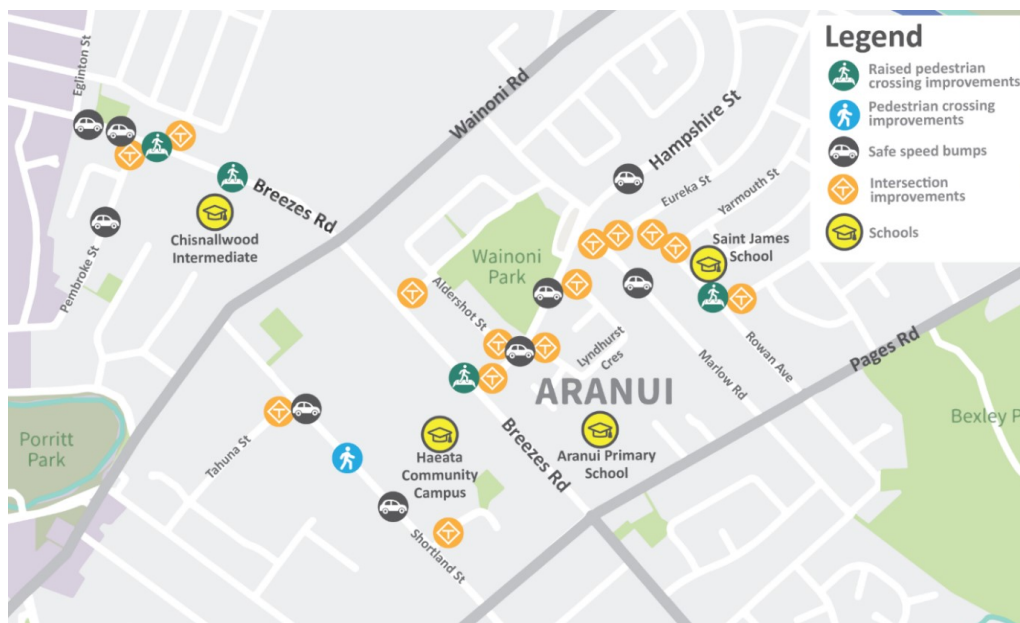 Legend
Raised pedestrian
crossing improvements
Pedestrian crossing
improvements
Safe speed bumps
Intersection
improvements
Schools
Eglinton St
Wainoni Rd
Hampshire St
Eureka St
Yarmouth St
Breezes Rd
Chisnallwood
Intermediate
Saint James
School
Wainoni
Park
Pembroke St
Aldershot St
Lyndhurst
Cres
Marlow Rd
Rowan Ave
Pages Rd
ARANUI
Bexley P
Porritt
Park
Tahuna St
Haeata
Community
Campus
Breezes Rd
Aranui Primary
School
Shortland St